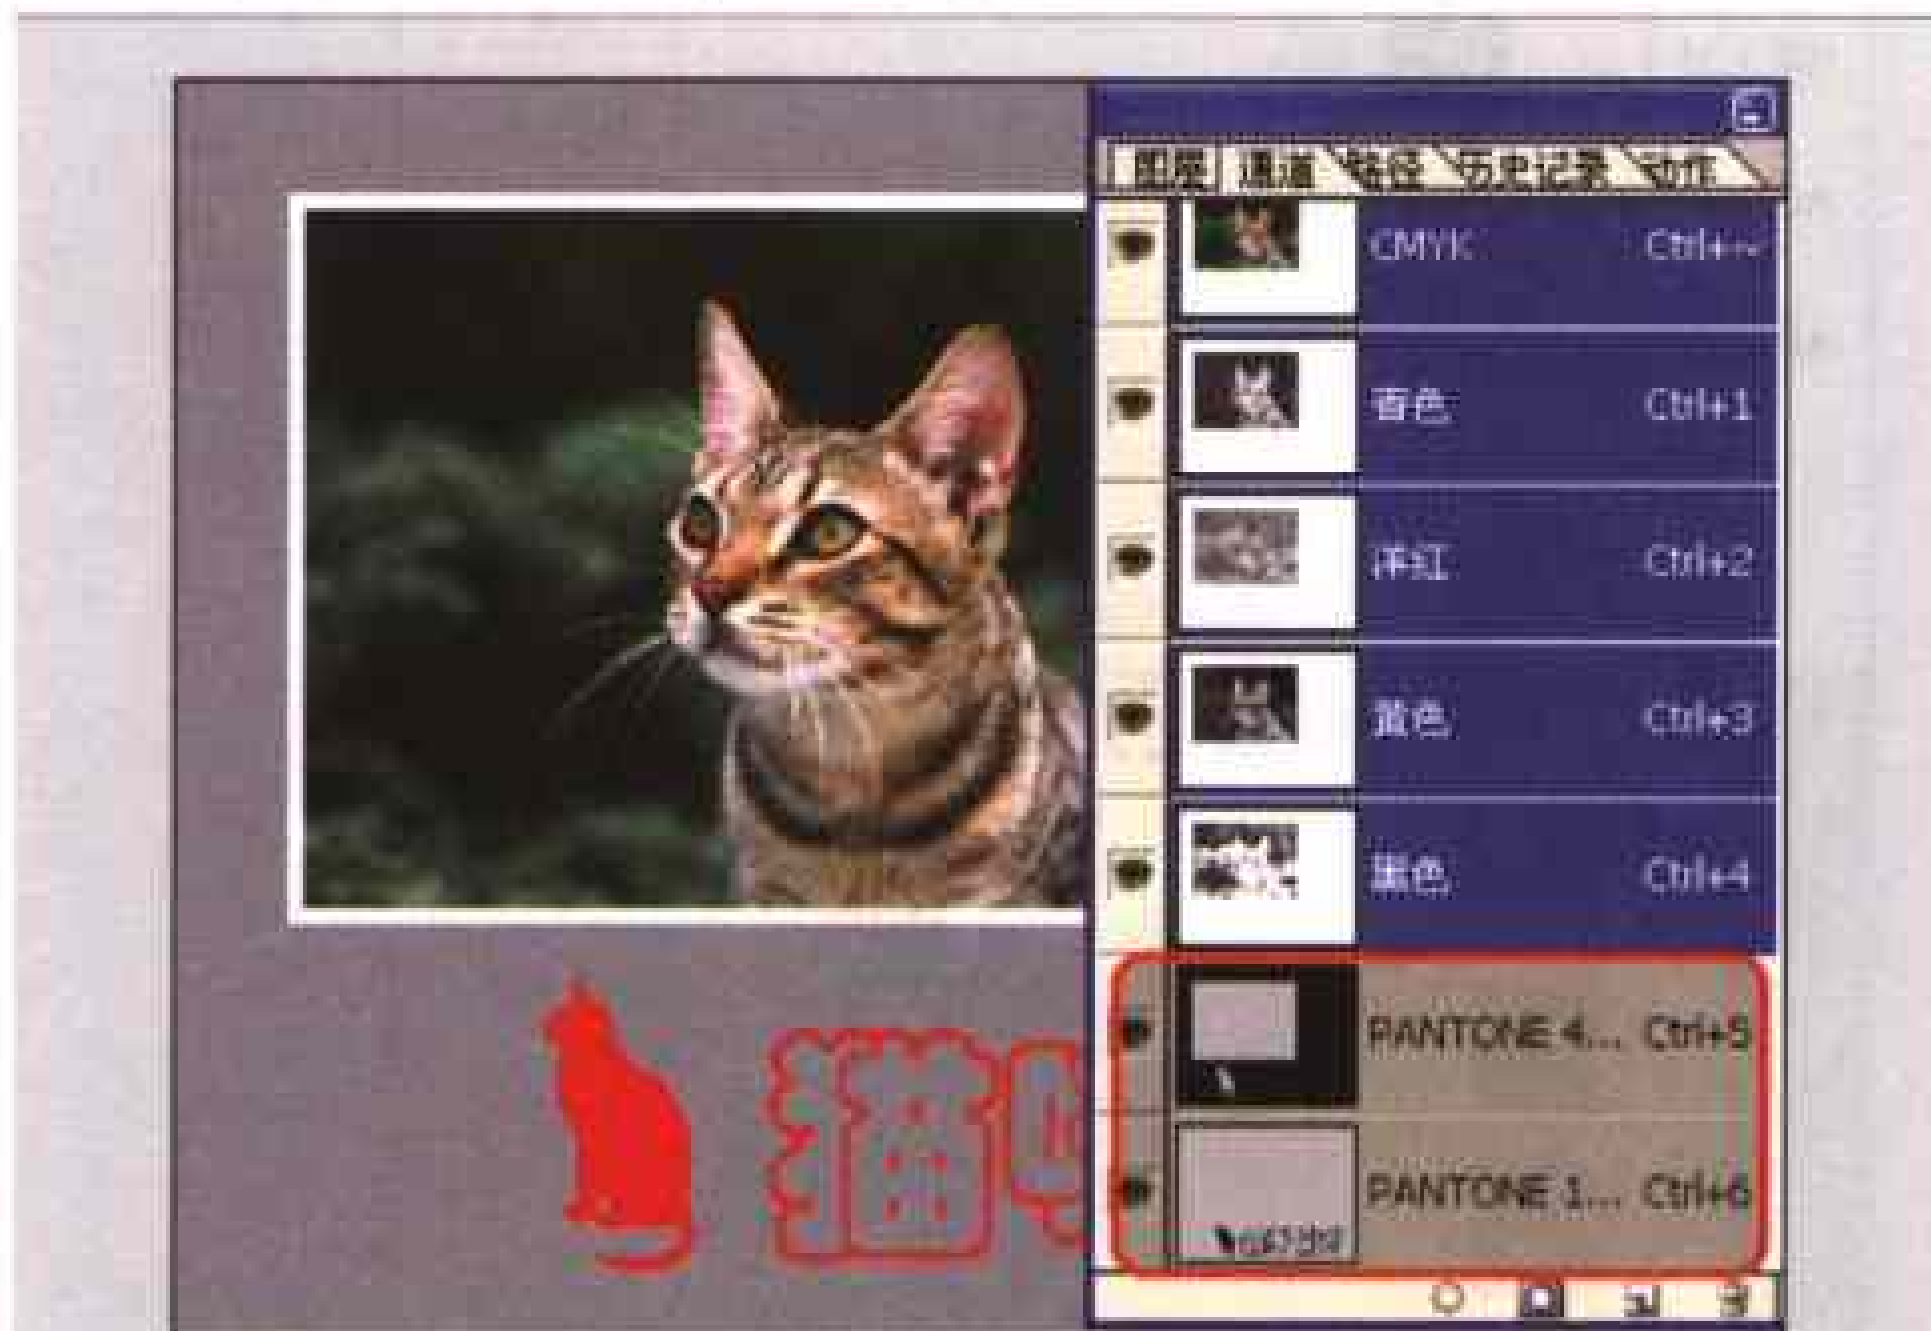 图层 通道 路径 历史记录 动作
CMYK Ctrl+~
青色 Ctrl+1
洋红 Ctrl+2
黄色 Ctrl+3
黑色 Ctrl+4
PANTONE 4... Ctrl+5
PANTONE 1... Ctrl+6
猫